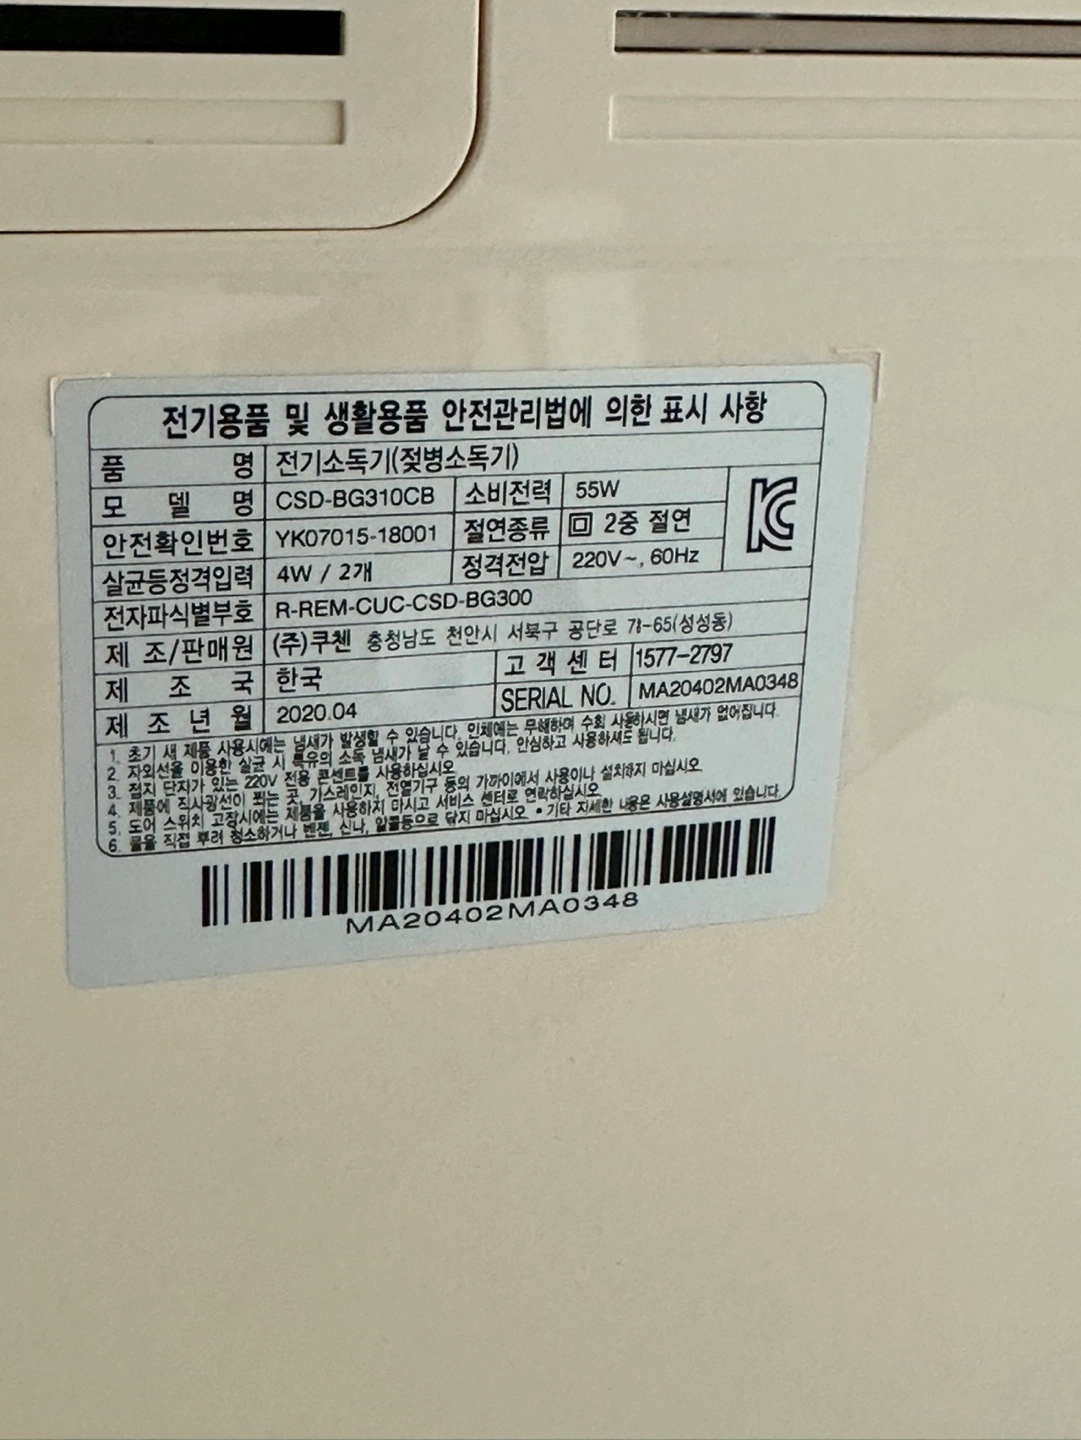 전기용품 및 생활용품 안전관리법에 의한 표시 사항
품 명 전기소독기(젖병소독기)
모 델 명 CSD-BG310CB 소비전력 55W
안전확인번호 YK07015-18001 절연종류 2중 절연
살균등정격입력 4W / 2개 정격전압 220V~, 60Hz
전자파식별부호 R-REM-CUC-CSD-BG300
제 조/판매원 (주)쿠첸 충청남도 천안시 서북구 공단로 71-65(성성동)
제 조 국 한국 고 객 센 터 1577-2797
제 조 년 월 2020.04 SERIAL NO. MA20402MA0348
1. 초기 새 제품 사용시에는 냄새가 발생할 수 있습니다. 인체에는 무해하며 수회 사용하시면 냄새가 없어집니다.
2. 자외선을 이용한 살균 시 특유의 소독 냄새가 날 수 있습니다. 안심하고 사용하셔도 됩니다.
3. 접지 단자가 있는 220V 전용 콘센트를 사용하십시오.
4. 제품에 직사광선이 쬐는 곳, 가스레인지, 전열기구 등의 가까이에서 사용이나 설치하지 마십시오.
5. 도어 스위치 고장시에는 제품을 사용하지 마시고 서비스 센터로 연락하십시오.
6. 물을 직접 뿌려 청소하거나 벤젠, 신나, 알콜등으로 닦지 마십시오. • 기타 자세한 내용은 사용설명서에 있습니다.
MA20402MA0348